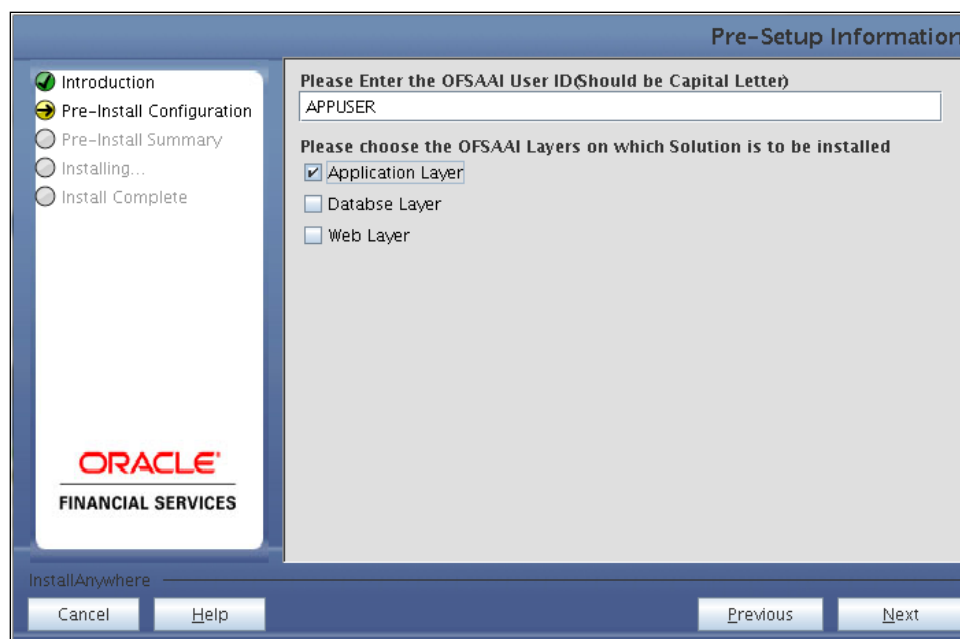 Pre-Setup Information
Introduction
Pre-Install Configuration
Pre-Install Summary
Installing...
Install Complete
ORACLE'
FINANCIAL SERVICES
Please Enter the OFSAAI User ID(Should be Capital Letter)
APPUSER
Please choose the OFSAAI Layers on which Solution is to be installed
Application Layer
Databse Layer
Web Layer
InstallAnywhere
Cancel Help Previous Next